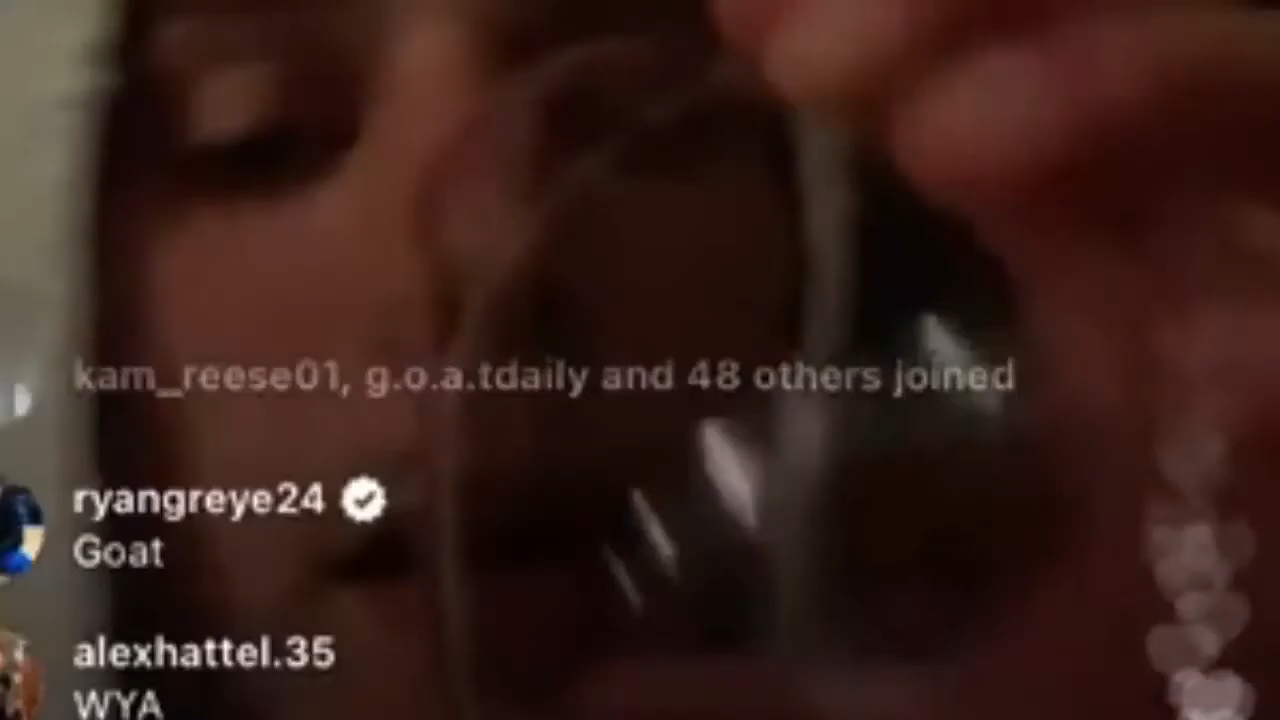 kam_reese01, g.o.a.tdaily and 48 others joined
ryangreye24
Goat
alexhattel.35
WYA